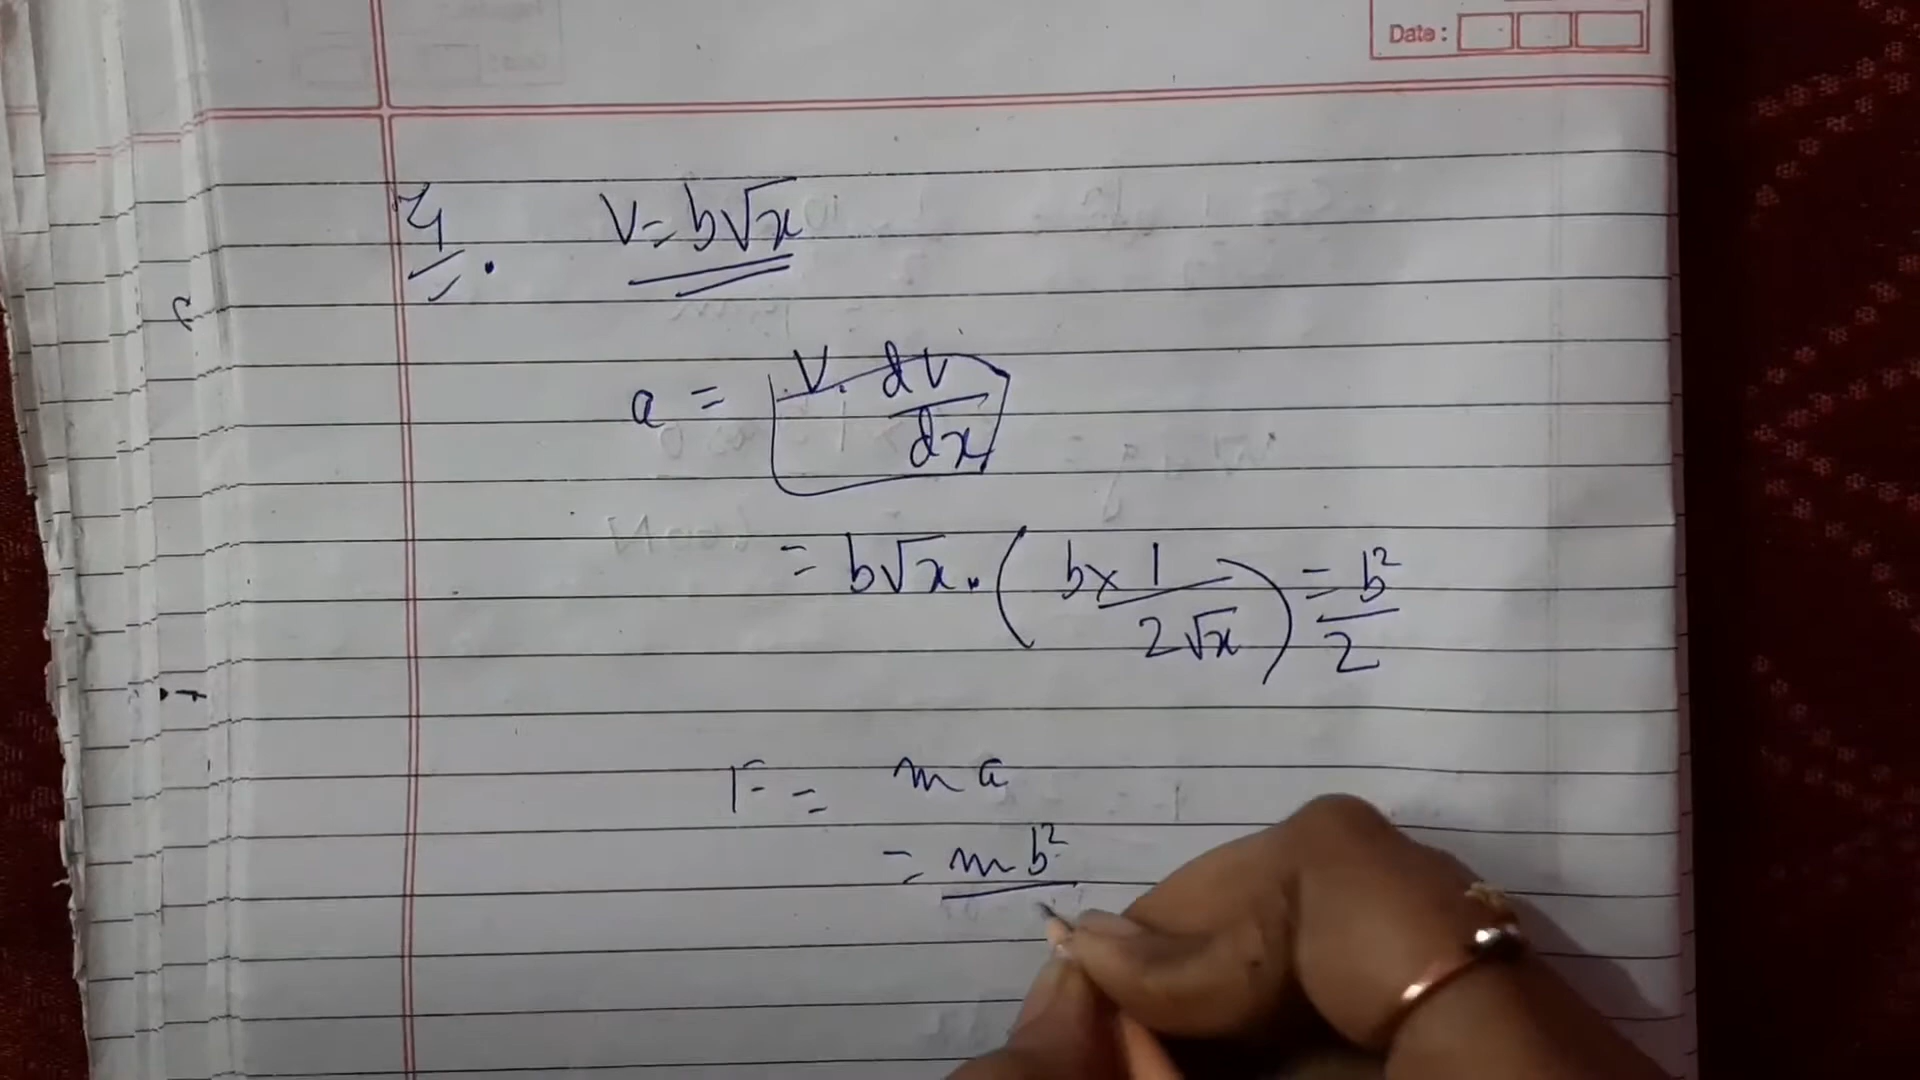 Date:
4. V=b√x
a = V. dv/dx
= b√x . (b×1/2√x) = b²/2
F = ma
= mb²